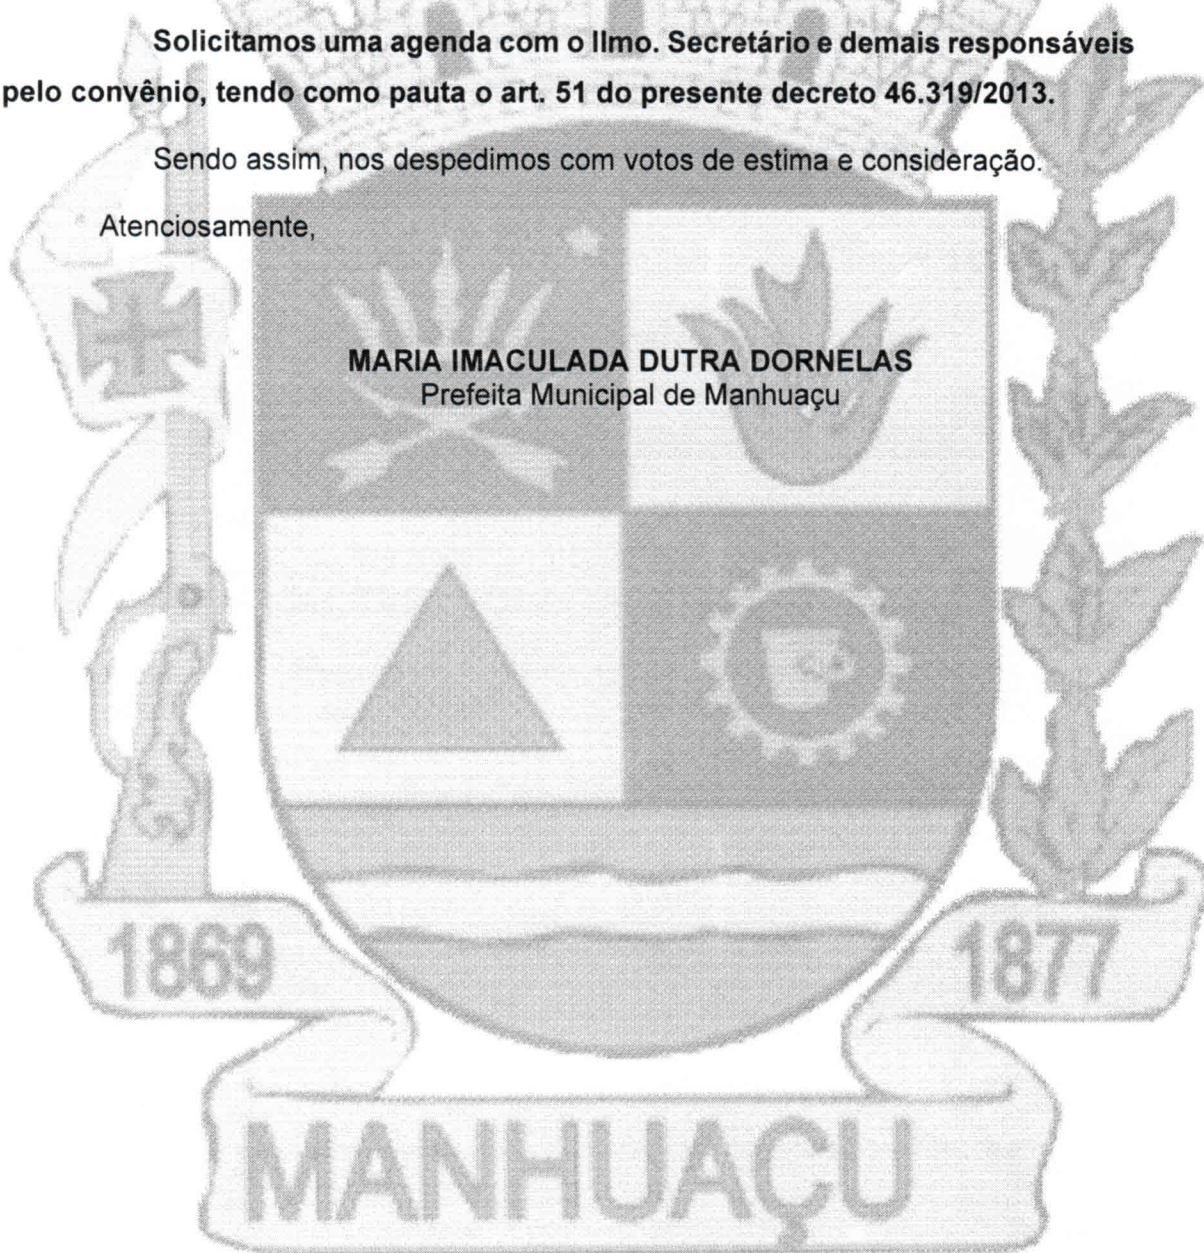 Solicitamos uma agenda com o Ilmo. Secretário e demais responsáveis
pelo convênio, tendo como pauta o art. 51 do presente decreto 46.319/2013.
Sendo assim, nos despedimos com votos de estima e consideração.
Atenciosamente,
MARIA IMACULADA DUTRA DORNELAS
Prefeita Municipal de Manhuaçu
1869
1877
MANHUAÇU